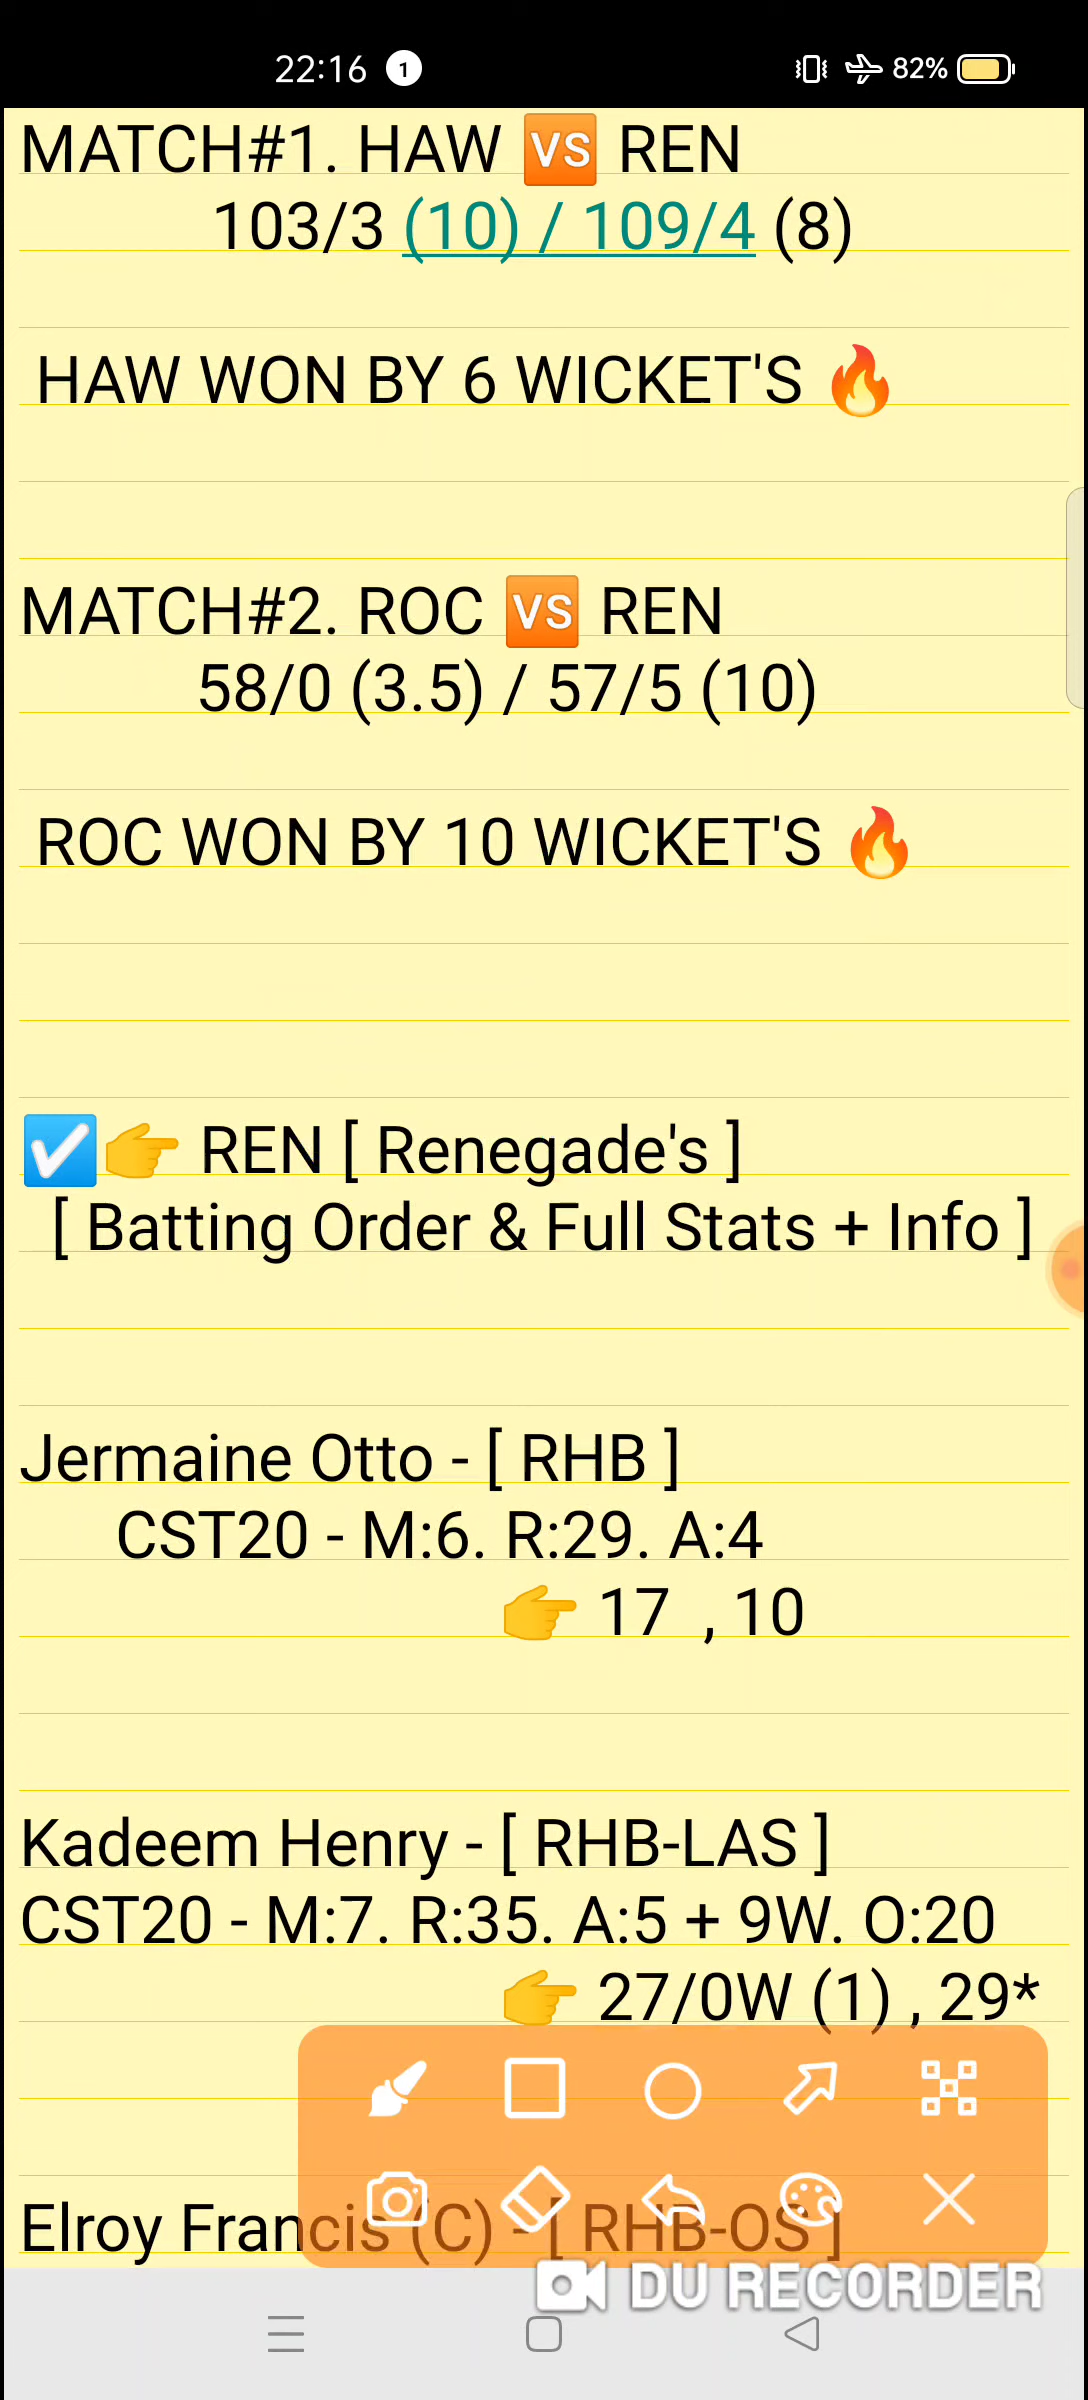 22:16 1 82%
MATCH#1. HAW 🆚 REN
103/3 (10) / 109/4 (8)
HAW WON BY 6 WICKET'S 🔥
MATCH#2. ROC 🆚 REN
58/0 (3.5) / 57/5 (10)
ROC WON BY 10 WICKET'S 🔥
☑️👉 REN [ Renegade's ]
[ Batting Order & Full Stats + Info ]
Jermaine Otto - [ RHB ]
CST20 - M:6. R:29. A:4
👉 17 , 10
Kadeem Henry - [ RHB-LAS ]
CST20 - M:7. R:35. A:5 + 9W. O:20
👉 27/0W (1) , 29*
Elroy Francis (C) - [ RHB-OS ]
DU RECORDER